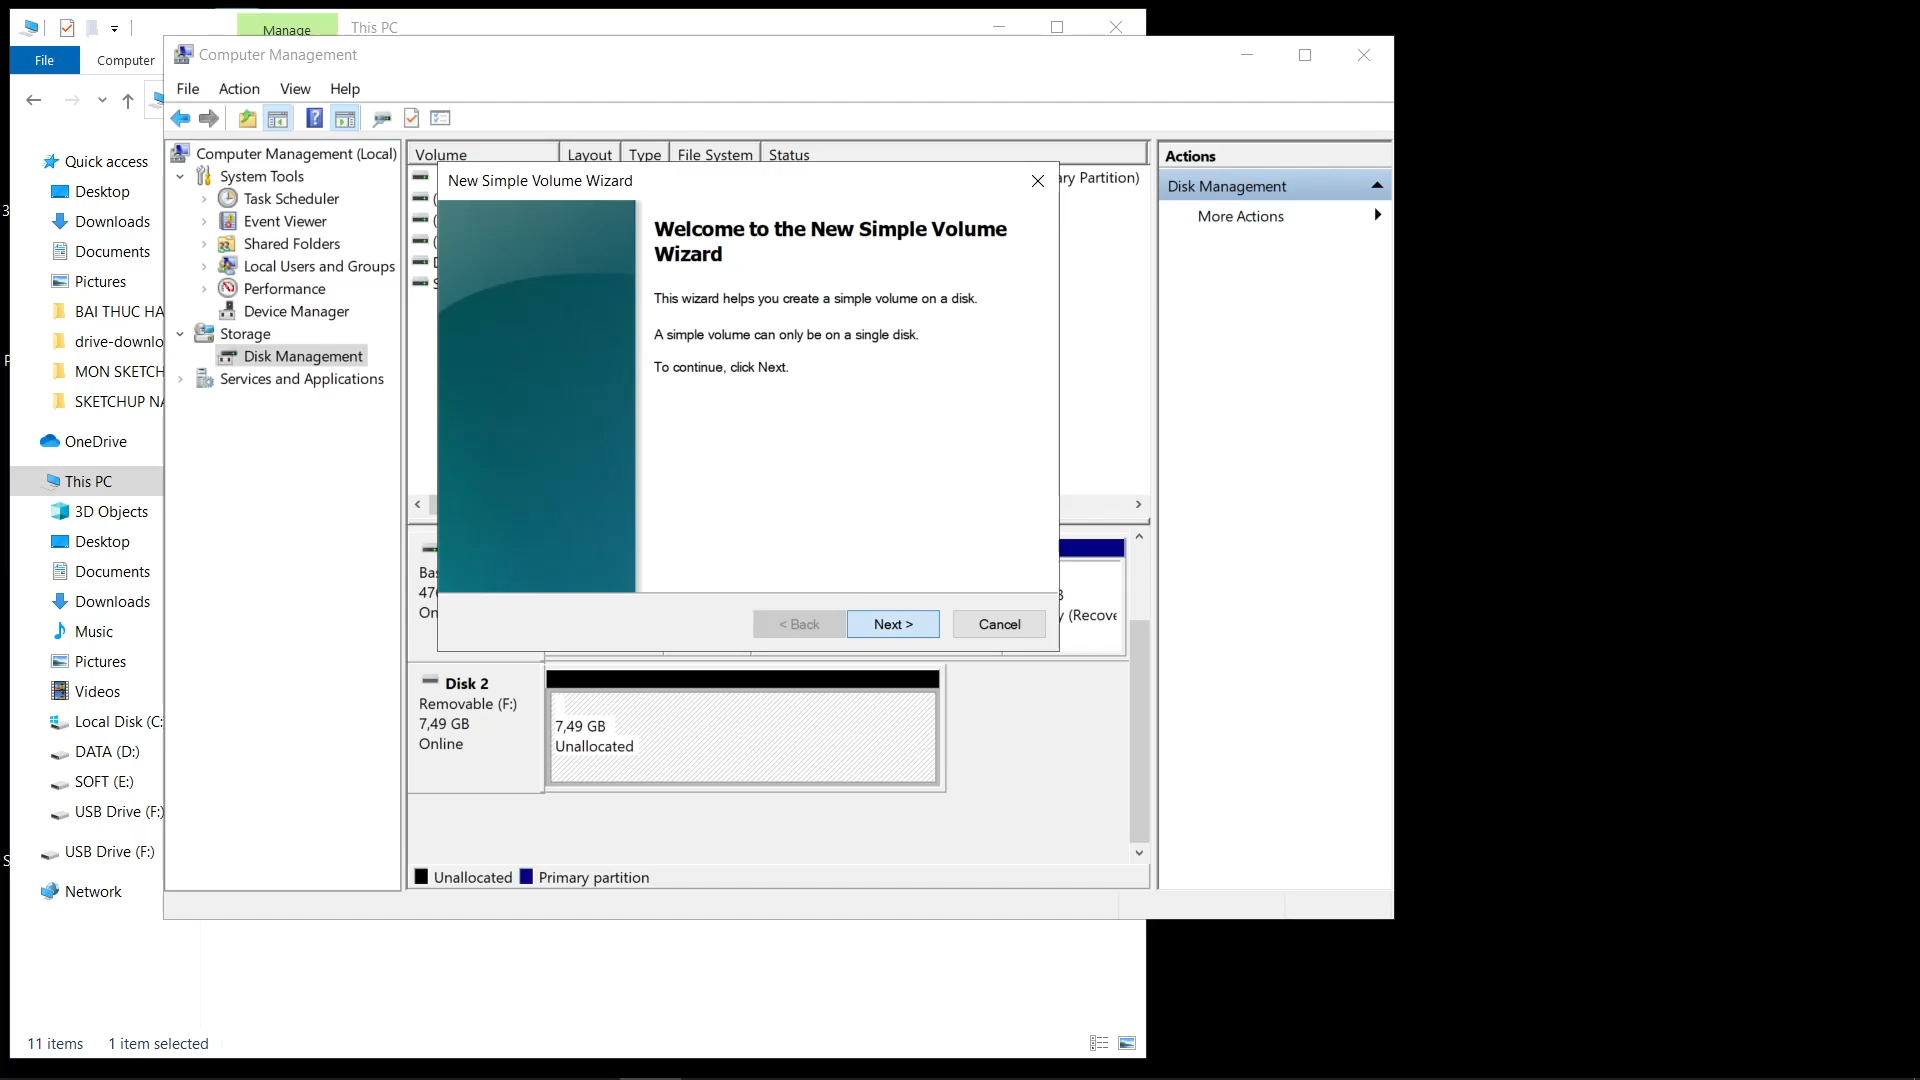 Manage
This PC
File
Computer
Quick access
Desktop
Downloads
Documents
Pictures
BAI THUC HA
drive-downlo
MON SKETCH
SKETCHUP NA
OneDrive
This PC
3D Objects
Desktop
Documents
Downloads
Music
Pictures
Videos
Local Disk (C:
DATA (D:)
SOFT (E:)
USB Drive (F:)
USB Drive (F:)
Network
11 items
1 item selected
Computer Management
File
Action
View
Help
Computer Management (Local)
System Tools
Task Scheduler
Event Viewer
Shared Folders
Local Users and Groups
Performance
Device Manager
Storage
Disk Management
Services and Applications
Volume
Layout
Type
File System
Status
ary Partition)
New Simple Volume Wizard
Welcome to the New Simple Volume
Wizard
This wizard helps you create a simple volume on a disk.
A simple volume can only be on a single disk.
To continue, click Next.
< Back
Next >
Cancel
Bas
476
On
y (Recove
Disk 2
Removable (F:)
7,49 GB
Online
7,49 GB
Unallocated
Unallocated
Primary partition
Actions
Disk Management
More Actions